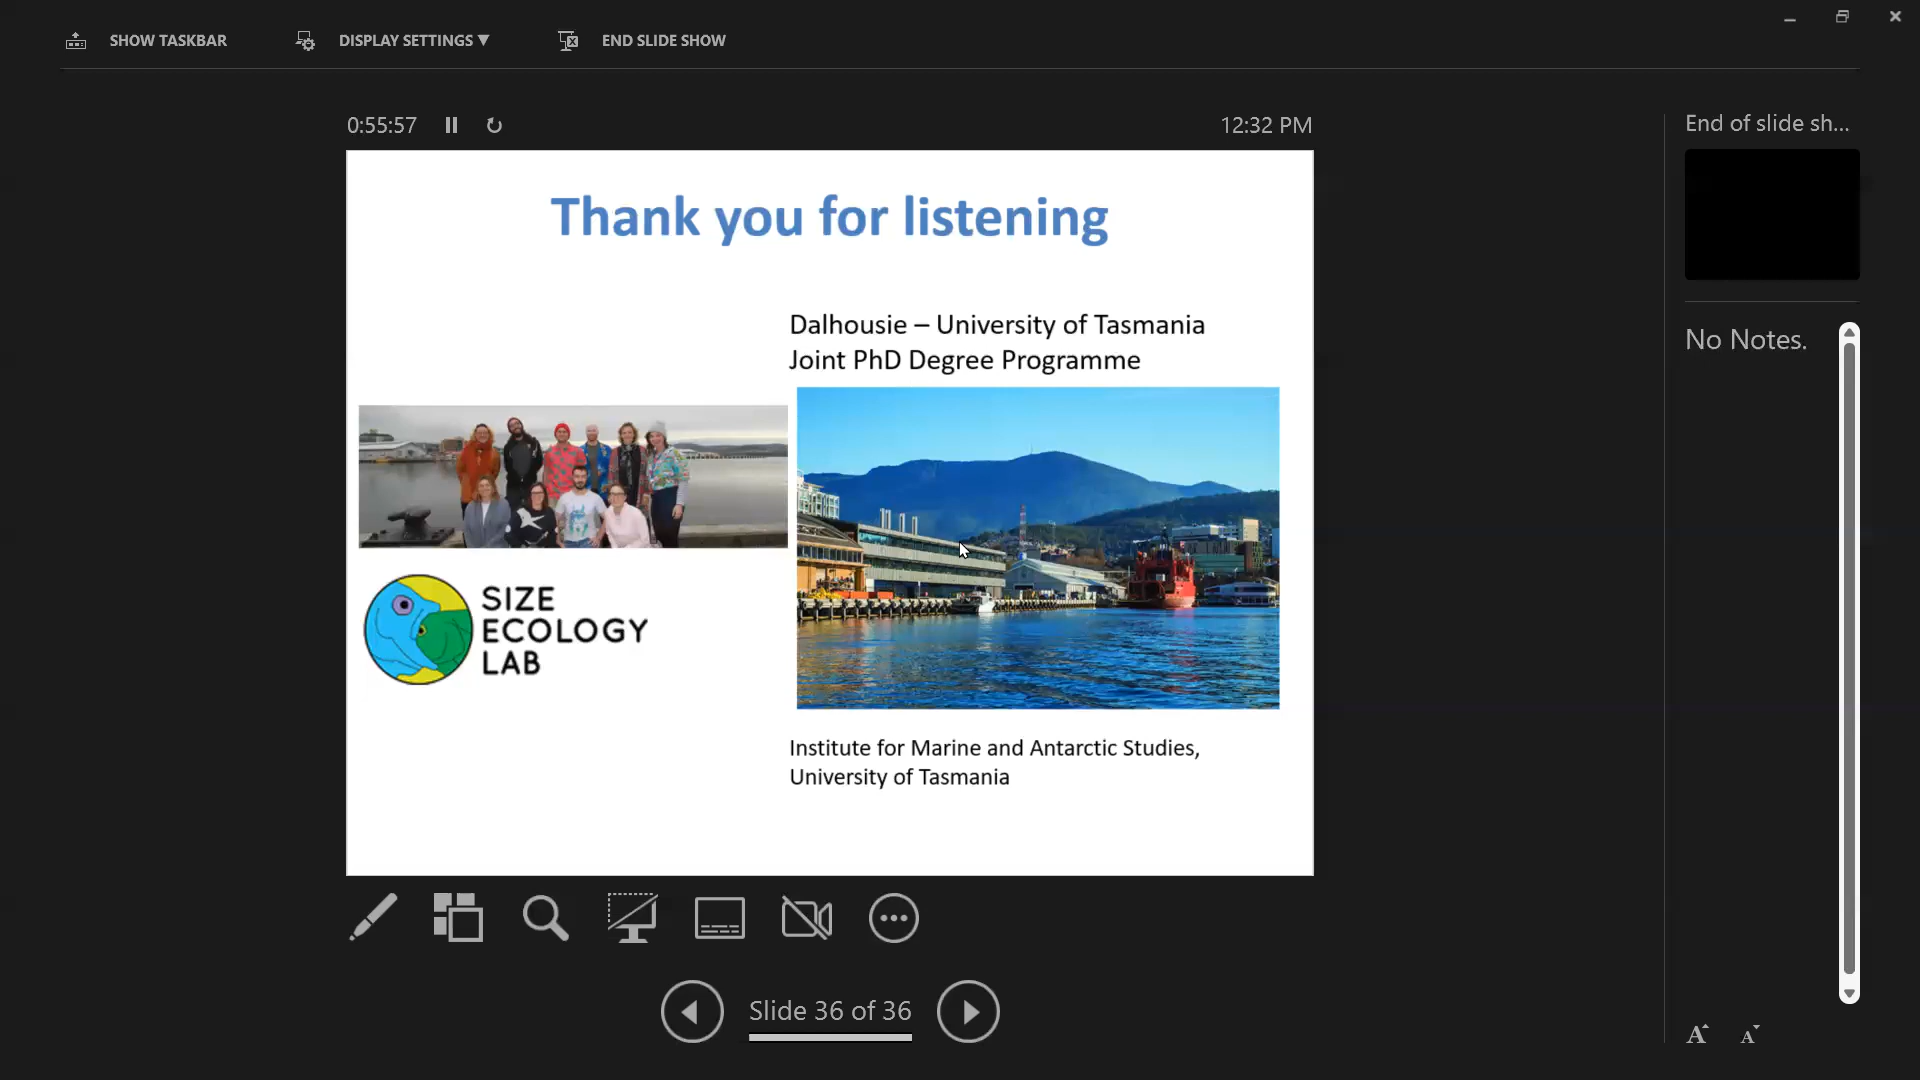 SHOW TASKBAR
DISPLAY SETTINGS ▼
END SLIDE SHOW
0:55:57
12:32 PM
End of slide sh...
Thank you for listening
Dalhousie – University of Tasmania
Joint PhD Degree Programme
SIZE
ECOLOGY
LAB
Institute for Marine and Antarctic Studies,
University of Tasmania
No Notes.
Slide 36 of 36
A A